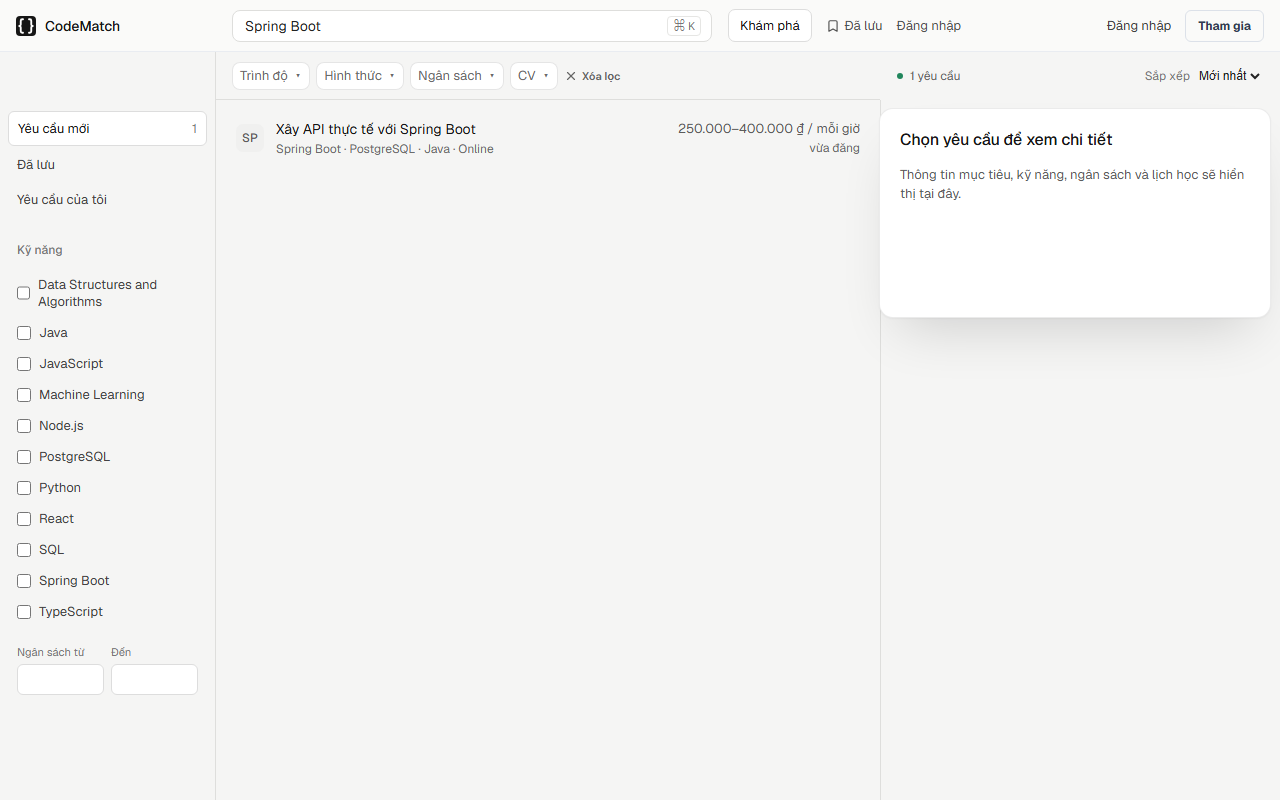 CodeMatch
Spring Boot
⌘ K
Khám phá
Đã lưu
Đăng nhập
Đăng nhập
Tham gia
Trình độ
Hình thức
Ngân sách
CV
Xóa lọc
1 yêu cầu
Sắp xếp
Mới nhất
Yêu cầu mới
1
Đã lưu
Yêu cầu của tôi
Kỹ năng
Data Structures and
Algorithms
Java
JavaScript
Machine Learning
Node.js
PostgreSQL
Python
React
SQL
Spring Boot
TypeScript
Ngân sách từ
Đến
SP
Xây API thực tế với Spring Boot
250.000–400.000 ₫ / mỗi giờ
Spring Boot · PostgreSQL · Java · Online
vừa đăng
Chọn yêu cầu để xem chi tiết
Thông tin mục tiêu, kỹ năng, ngân sách và lịch học sẽ hiển
thị tại đây.